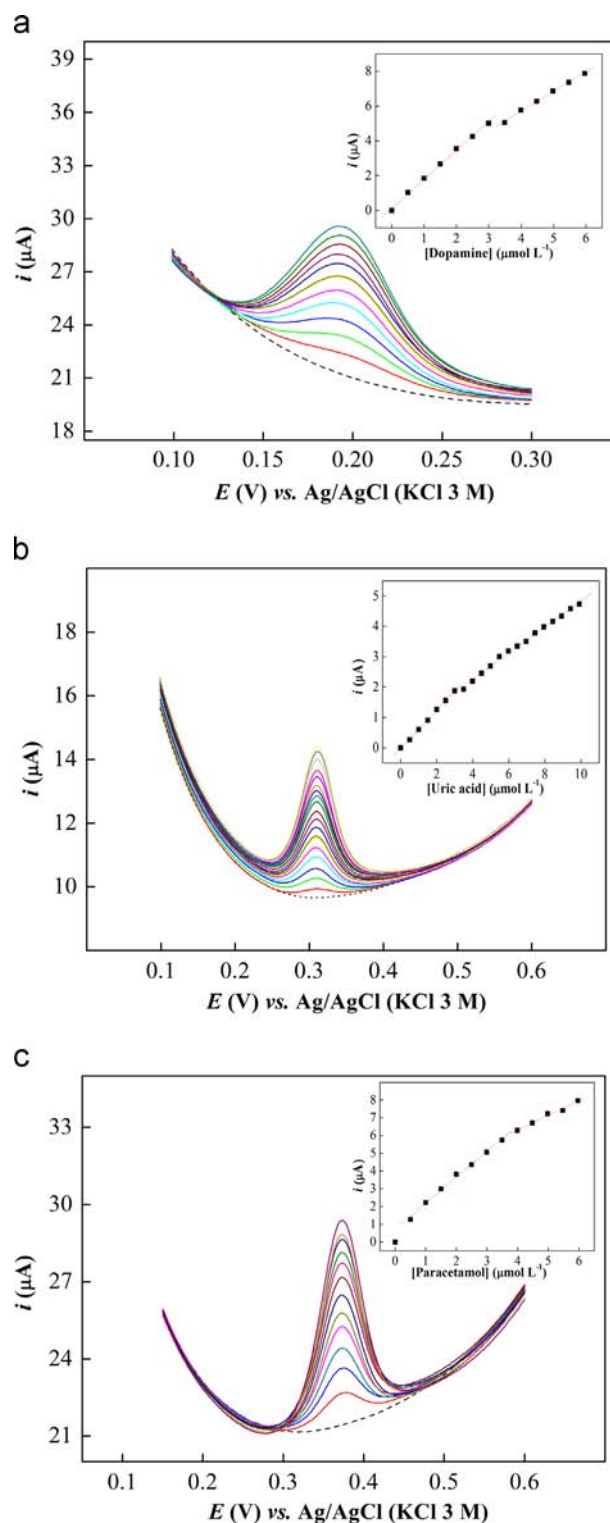 a
39
36
33
30
27
24
21
18
i (µA)
0.10 0.15 0.20 0.25 0.30
E (V) vs. Ag/AgCl (KCl 3 M)
8
6
4
2
0
i (µA)
0 1 2 3 4 5 6
[Dopamine] (µmol L⁻¹)
b
18
16
14
12
10
i (µA)
0.1 0.2 0.3 0.4 0.5 0.6
E (V) vs. Ag/AgCl (KCl 3 M)
5
4
3
2
1
0
i (µA)
0 2 4 6 8 10
[Uric acid] (µmol L⁻¹)
c
33
30
27
24
21
i (µA)
0.1 0.2 0.3 0.4 0.5 0.6
E (V) vs. Ag/AgCl (KCl 3 M)
8
7
6
5
4
3
2
1
0
i (µA)
0 1 2 3 4 5 6
[Paracetamol] (µmol L⁻¹)